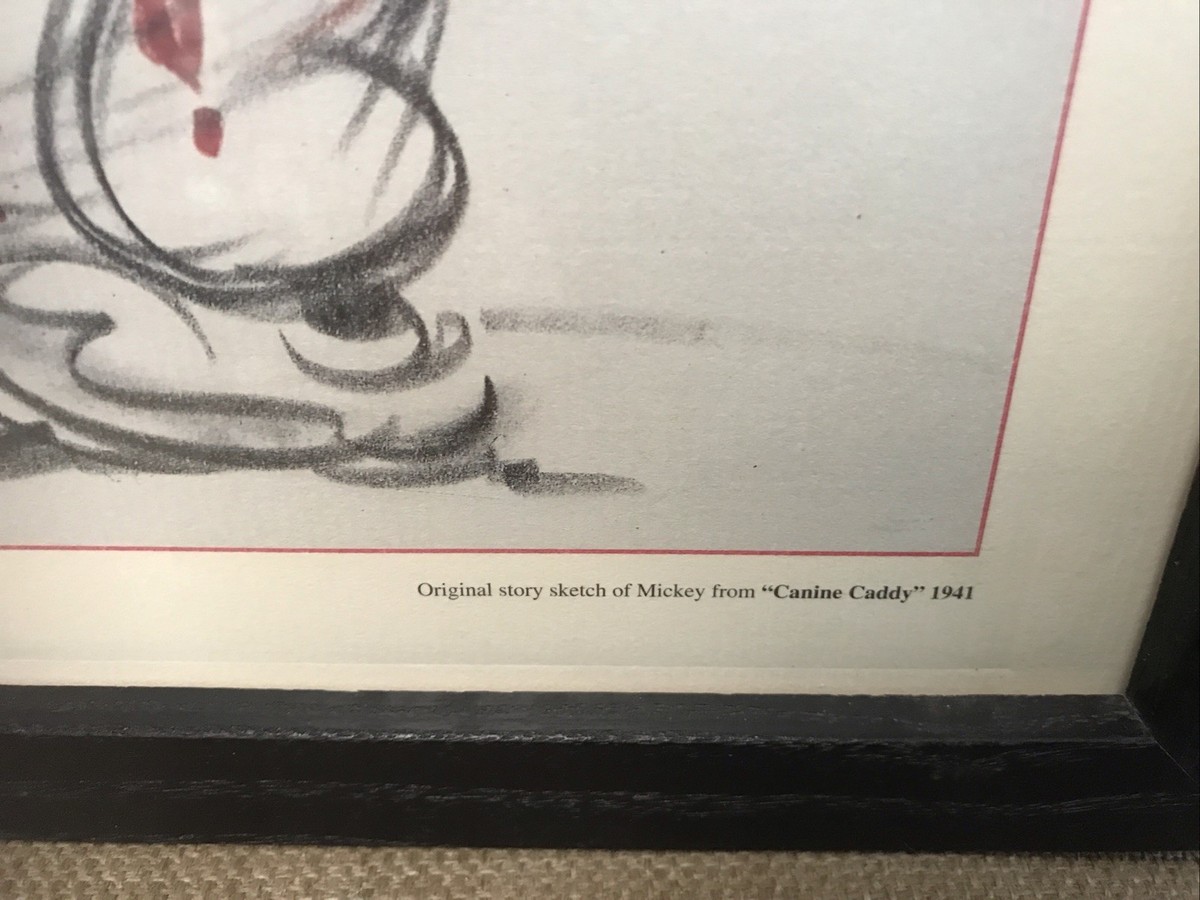 Original story sketch of Mickey from “Canine Caddy” 1941